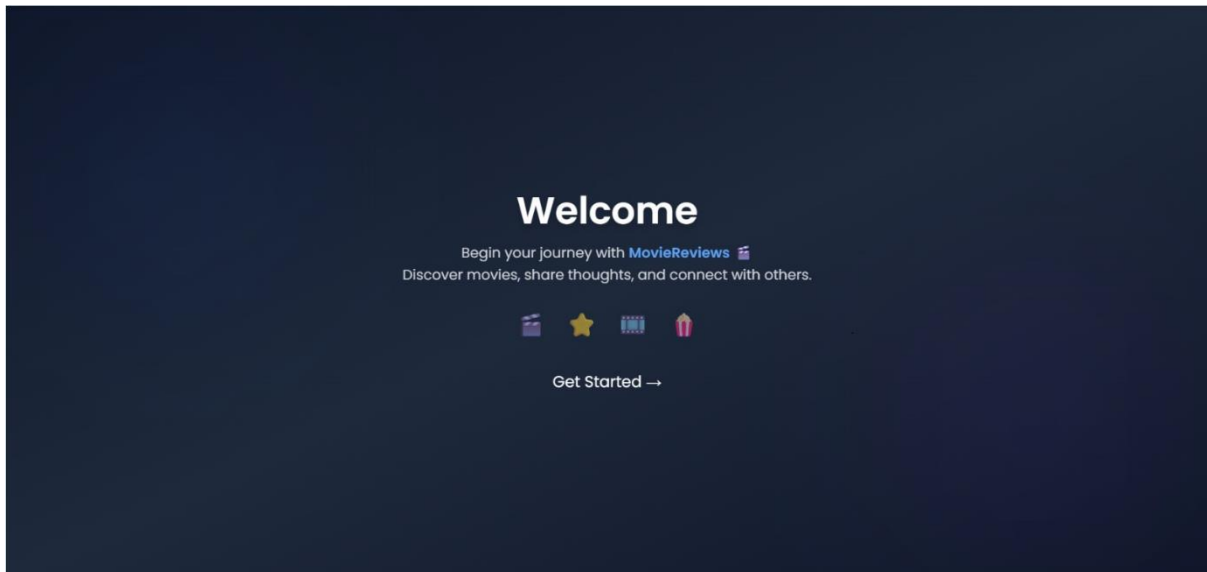 Welcome
Begin your journey with MovieReviews 🎬
Discover movies, share thoughts, and connect with others.
Get Started →